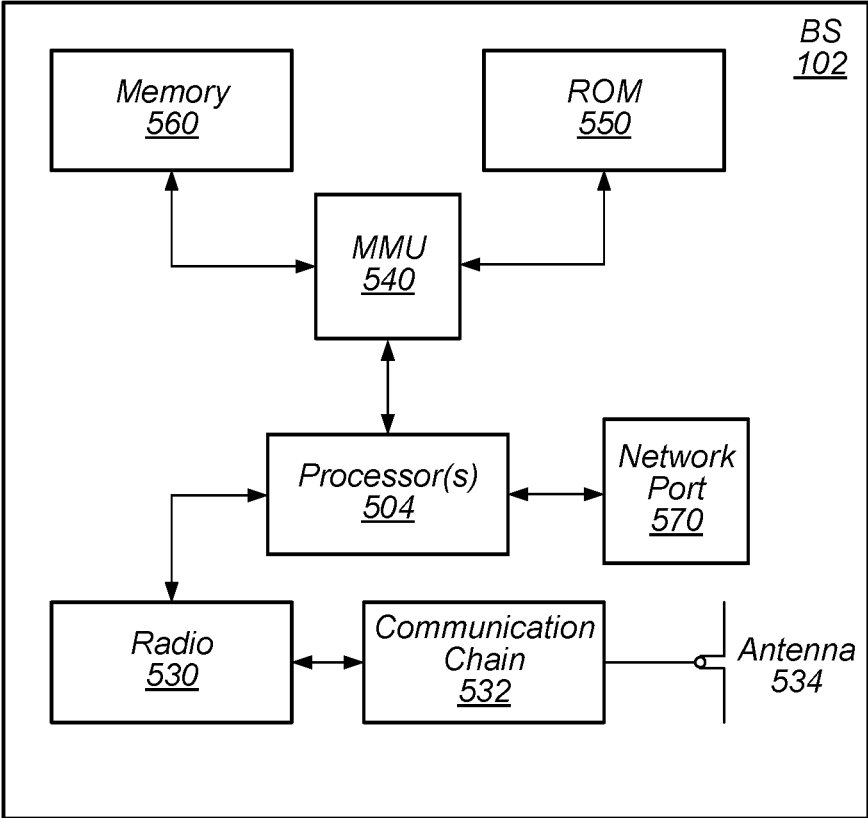 BS
102
Memory
560
ROM
550
MMU
540
Processor(s)
504
Network
Port
570
Radio
530
Communication
Chain
532
Antenna
534